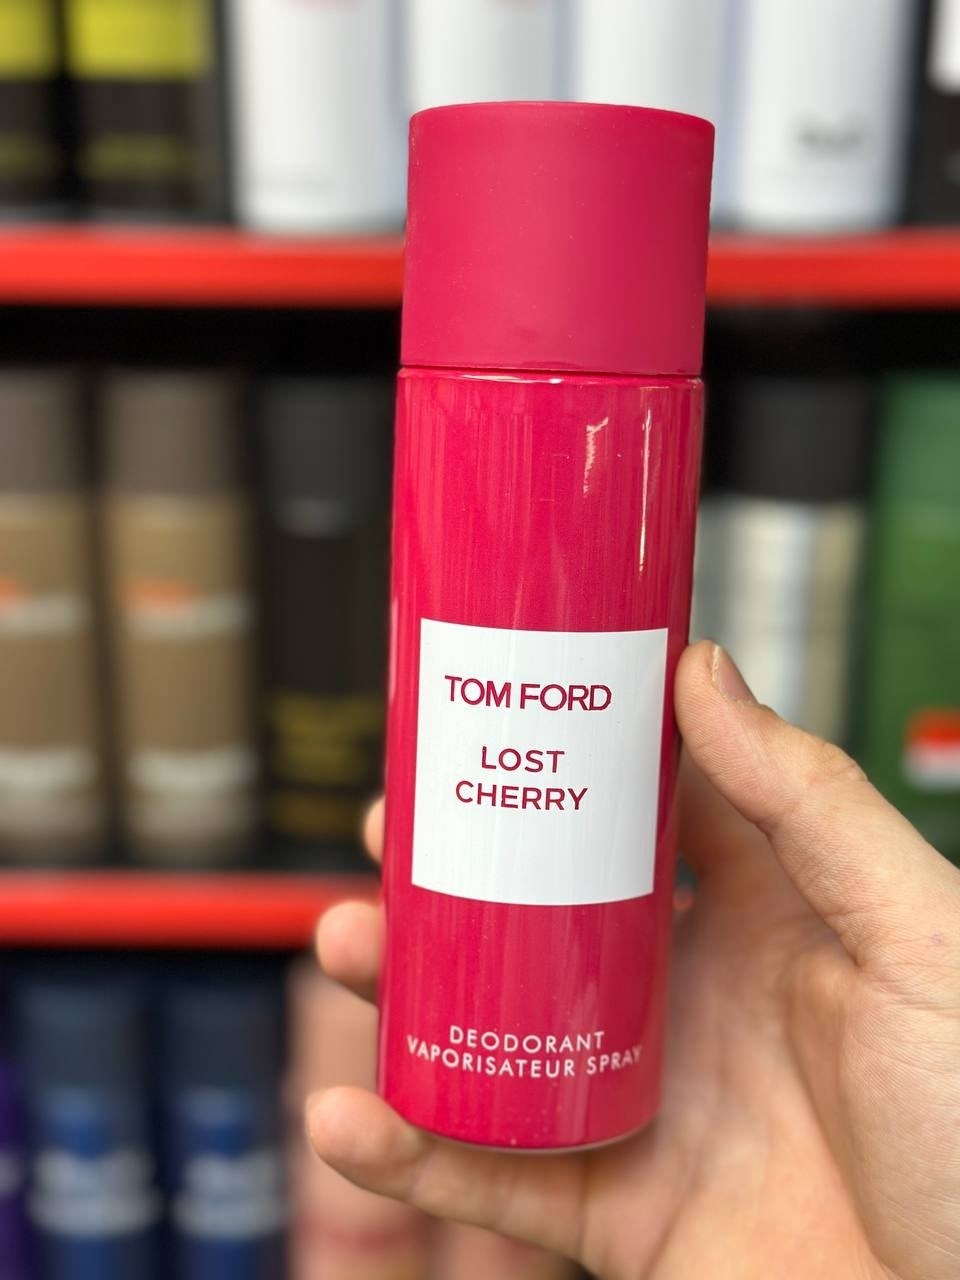 TOM FORD
LOST
CHERRY
DEODORANT
VAPORISATEUR SPRAY